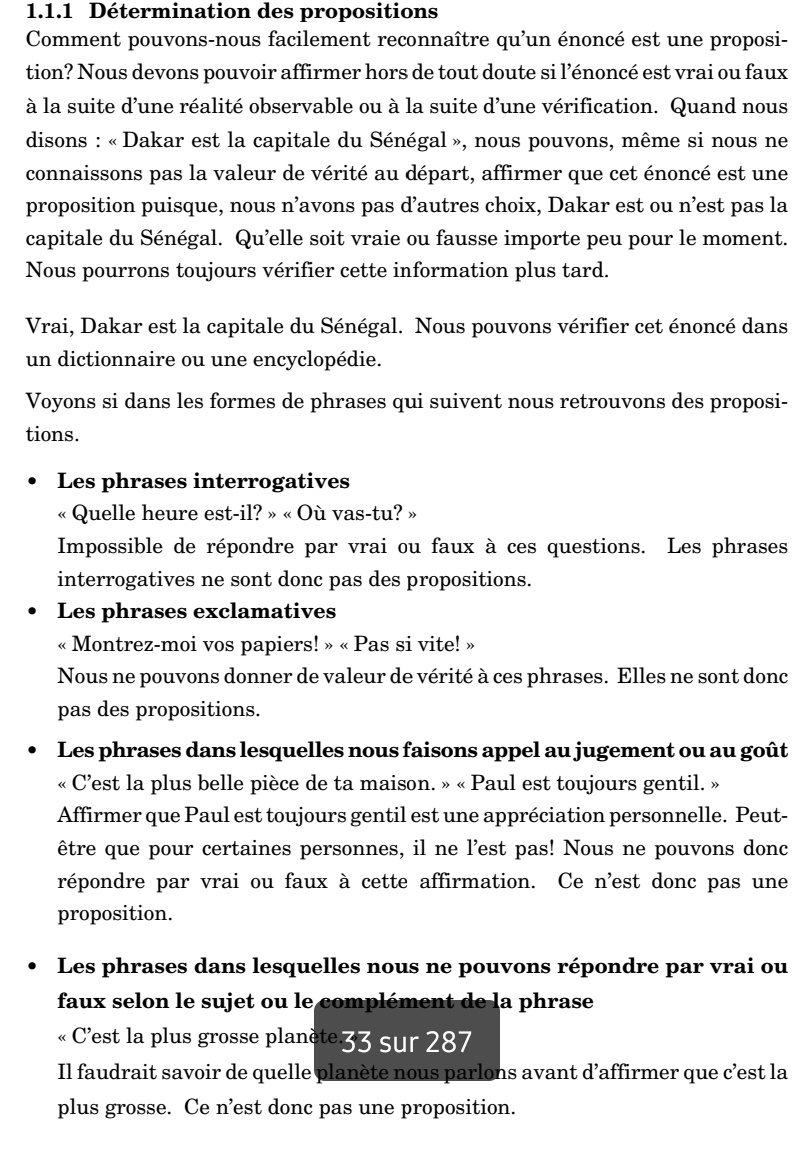 1.1.1 Détermination des propositions
Comment pouvons-nous facilement reconnaître qu'un énoncé est une proposi-
tion? Nous devons pouvoir affirmer hors de tout doute si l'énoncé est vrai ou faux
à la suite d'une réalité observable ou à la suite d'une vérification. Quand nous
disons : « Dakar est la capitale du Sénégal », nous pouvons, même si nous ne
connaissons pas la valeur de vérité au départ, affirmer que cet énoncé est une
proposition puisque, nous n'avons pas d'autres choix, Dakar est ou n'est pas la
capitale du Sénégal. Qu'elle soit vraie ou fausse importe peu pour le moment.
Nous pourrons toujours vérifier cette information plus tard.
Vrai, Dakar est la capitale du Sénégal. Nous pouvons vérifier cet énoncé dans
un dictionnaire ou une encyclopédie.
Voyons si dans les formes de phrases qui suivent nous retrouvons des proposi-
tions.
• Les phrases interrogatives
« Quelle heure est-il? » « Où vas-tu? »
Impossible de répondre par vrai ou faux à ces questions. Les phrases
interrogatives ne sont donc pas des propositions.
• Les phrases exclamatives
« Montrez-moi vos papiers! » « Pas si vite! »
Nous ne pouvons donner de valeur de vérité à ces phrases. Elles ne sont donc
pas des propositions.
• Les phrases dans lesquelles nous faisons appel au jugement ou au goût
« C'est la plus belle pièce de ta maison. » « Paul est toujours gentil. »
Affirmer que Paul est toujours gentil est une appréciation personnelle. Peut-
être que pour certaines personnes, il ne l'est pas! Nous ne pouvons donc
répondre par vrai ou faux à cette affirmation. Ce n'est donc pas une
proposition.
• Les phrases dans lesquelles nous ne pouvons répondre par vrai ou
faux selon le sujet ou le complément de la phrase
« C'est la plus grosse planète. »
33 sur 287
Il faudrait savoir de quelle planète nous parlons avant d'affirmer que c'est la
plus grosse. Ce n'est donc pas une proposition.